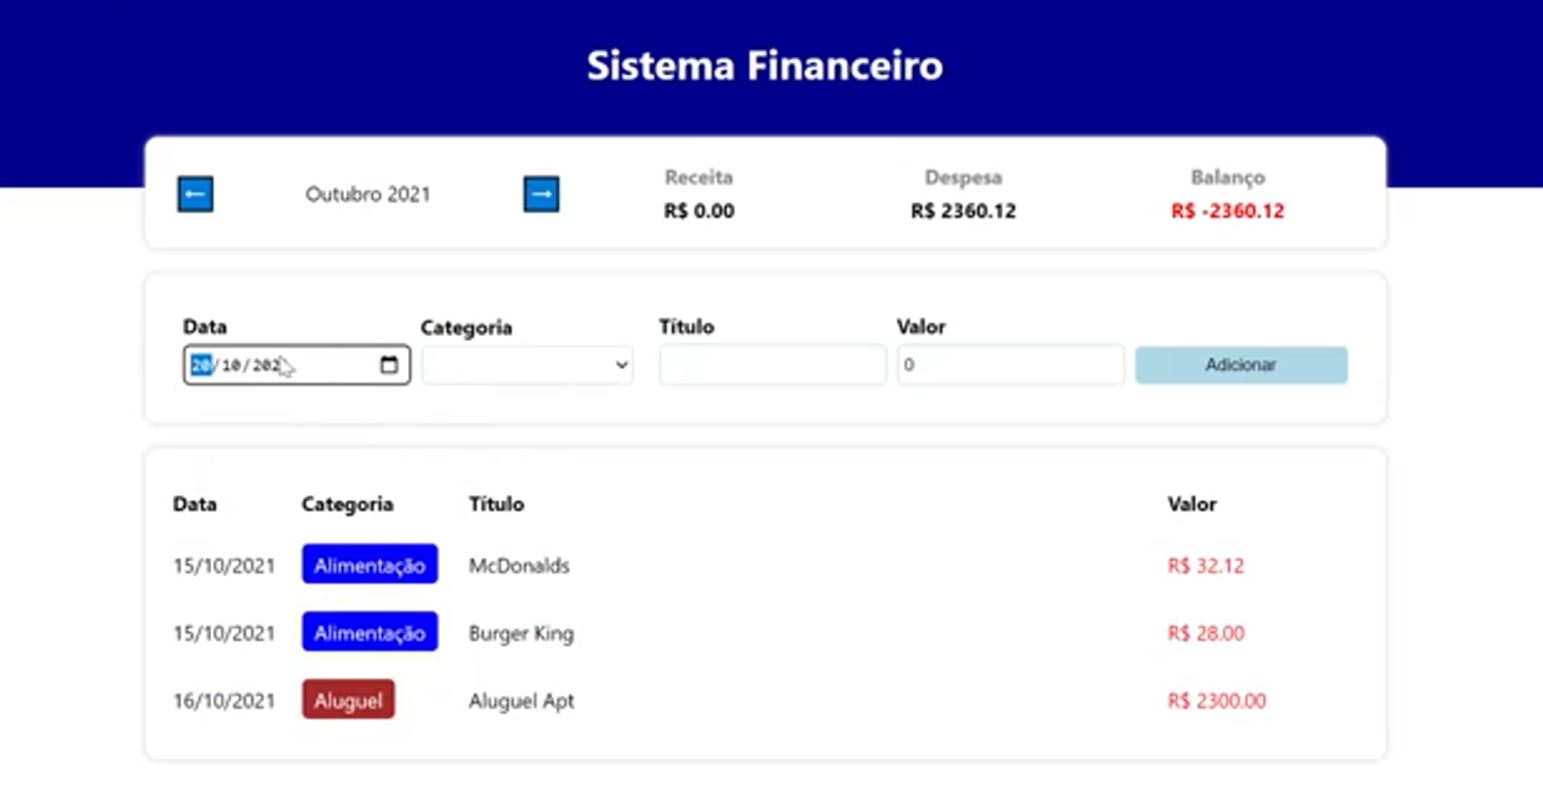 Sistema Financeiro
← Outubro 2021 →
Receita Despesa Balanço
R$ 0.00 R$ 2360.12 R$ -2360.12
Data Categoria Título Valor
20/10/202 0 Adicionar
Data Categoria Título Valor
15/10/2021 Alimentação McDonalds R$ 32.12
15/10/2021 Alimentação Burger King R$ 28.00
16/10/2021 Aluguel Aluguel Apt R$ 2300.00